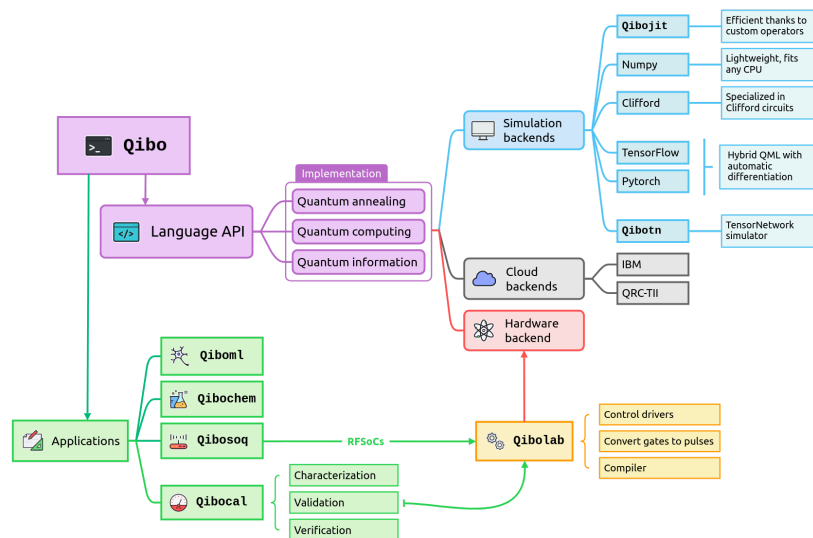 Qibo
Language API
Implementation
Quantum annealing
Quantum computing
Quantum information
Simulation
backends
Qibojit
Efficient thanks to
custom operators
Numpy
Lightweight, fits
any CPU
Clifford
Specialized in
Clifford circuits
TensorFlow
Pytorch
Hybrid QML with
automatic
differentiation
Qibotn
TensorNetwork
simulator
Cloud
backends
IBM
QRC-TII
Hardware
backend
Applications
Qiboml
Qibochem
Qibosoq
RFSoCs
Qibocal
Characterization
Validation
Verification
Qibolab
Control drivers
Convert gates to pulses
Compiler
>_
</>